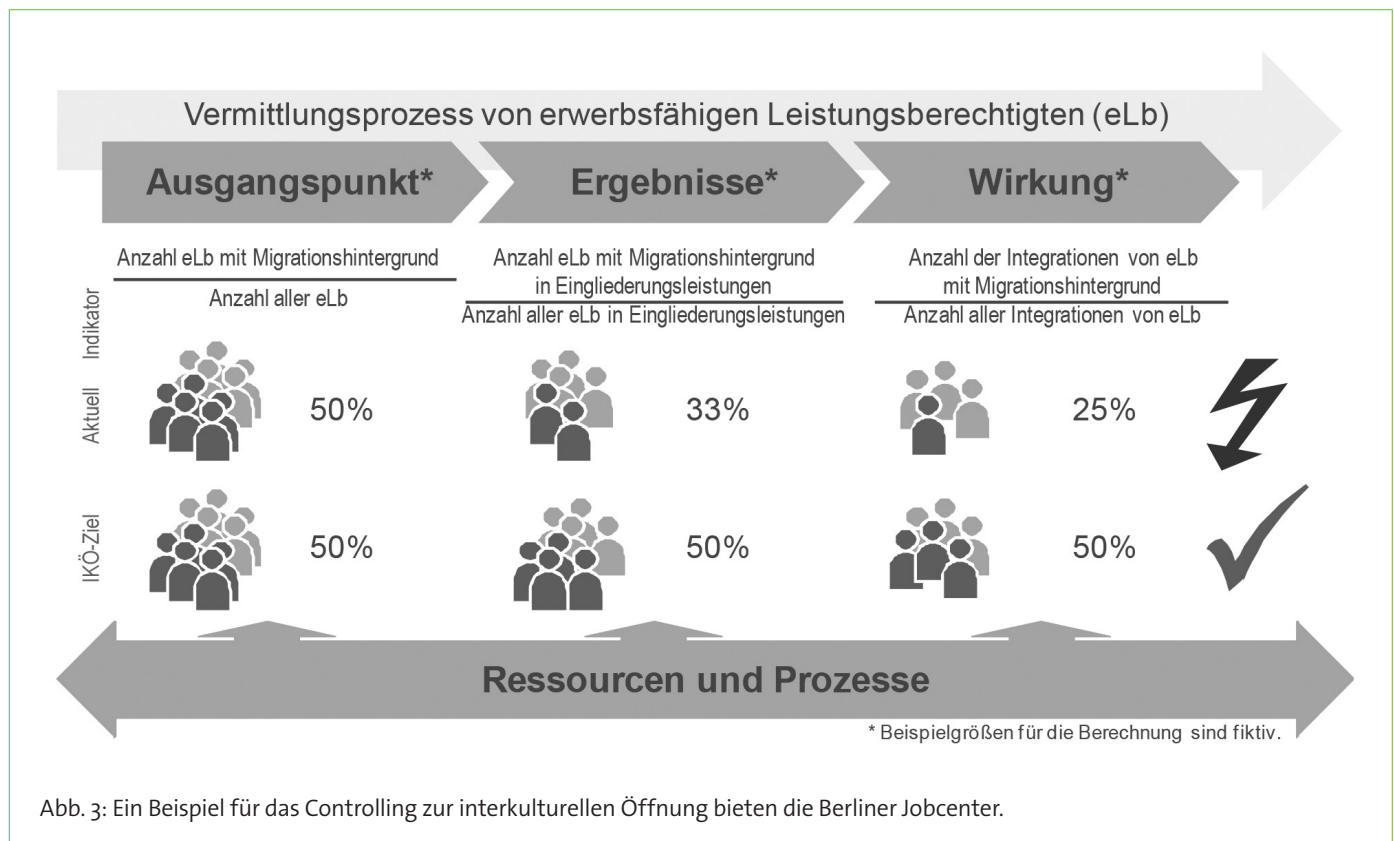 Vermittlungsprozess von erwerbsfähigen Leistungsberechtigten (eLb)
Ausgangspunkt*
Ergebnisse*
Wirkung*
Indikator
Anzahl eLb mit Migrationshintergrund
Anzahl aller eLb
Anzahl eLb mit Migrationshintergrund
in Eingliederungsleistungen
Anzahl aller eLb in Eingliederungsleistungen
Anzahl der Integrationen von eLb
mit Migrationshintergrund
Anzahl aller Integrationen von eLb
Aktuell
50%
33%
25%
IKÖ-Ziel
50%
50%
50%
Ressourcen und Prozesse
* Beispielgrößen für die Berechnung sind fiktiv.
Abb. 3: Ein Beispiel für das Controlling zur interkulturellen Öffnung bieten die Berliner Jobcenter.